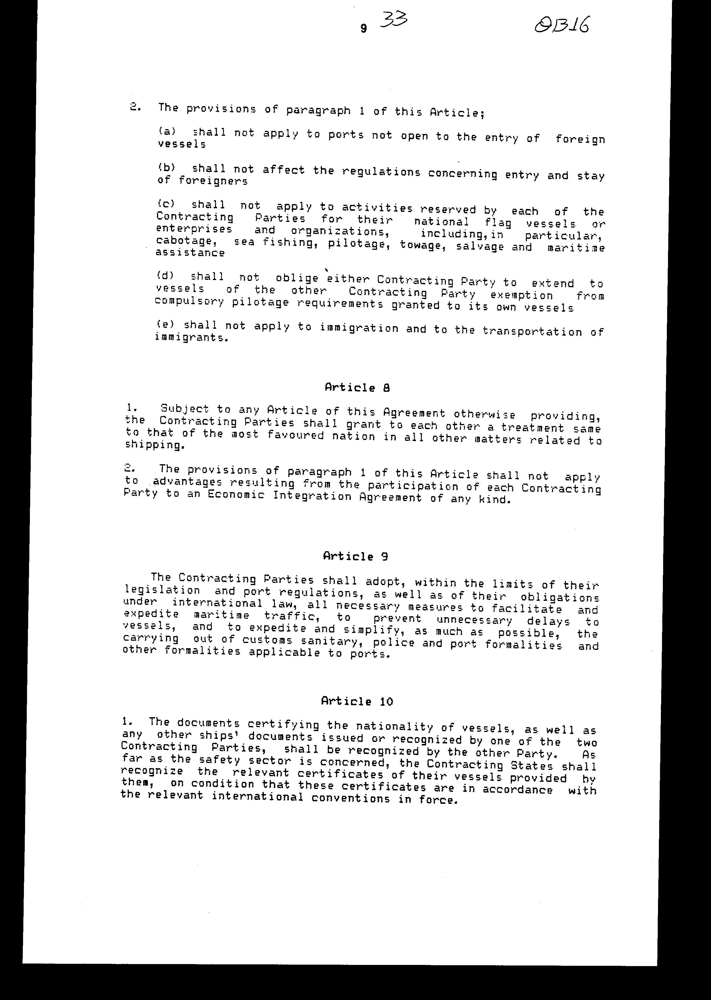 9 33 ΘB16
2. The provisions of paragraph 1 of this Article;
(a) shall not apply to ports not open to the entry of foreign
vessels
(b) shall not affect the regulations concerning entry and stay
of foreigners
(c) shall not apply to activities reserved by each of the
Contracting Parties for their national flag vessels or
enterprises and organizations, including,in particular,
cabotage, sea fishing, pilotage, towage, salvage and maritime
assistance
(d) shall not oblige either Contracting Party to extend to
vessels of the other Contracting Party exemption from
compulsory pilotage requirements granted to its own vessels
(e) shall not apply to immigration and to the transportation of
immigrants.
Article 8
1. Subject to any Article of this Agreement otherwise providing,
the Contracting Parties shall grant to each other a treatment same
to that of the most favoured nation in all other matters related to
shipping.
2. The provisions of paragraph 1 of this Article shall not apply
to advantages resulting from the participation of each Contracting
Party to an Economic Integration Agreement of any kind.
Article 9
The Contracting Parties shall adopt, within the limits of their
legislation and port regulations, as well as of their obligations
under international law, all necessary measures to facilitate and
expedite maritime traffic, to prevent unnecessary delays to
vessels, and to expedite and simplify, as much as possible, the
carrying out of customs sanitary, police and port formalities and
other formalities applicable to ports.
Article 10
1. The documents certifying the nationality of vessels, as well as
any other ships' documents issued or recognized by one of the two
Contracting Parties, shall be recognized by the other Party. As
far as the safety sector is concerned, the Contracting States shall
recognize the relevant certificates of their vessels provided by
them, on condition that these certificates are in accordance with
the relevant international conventions in force.